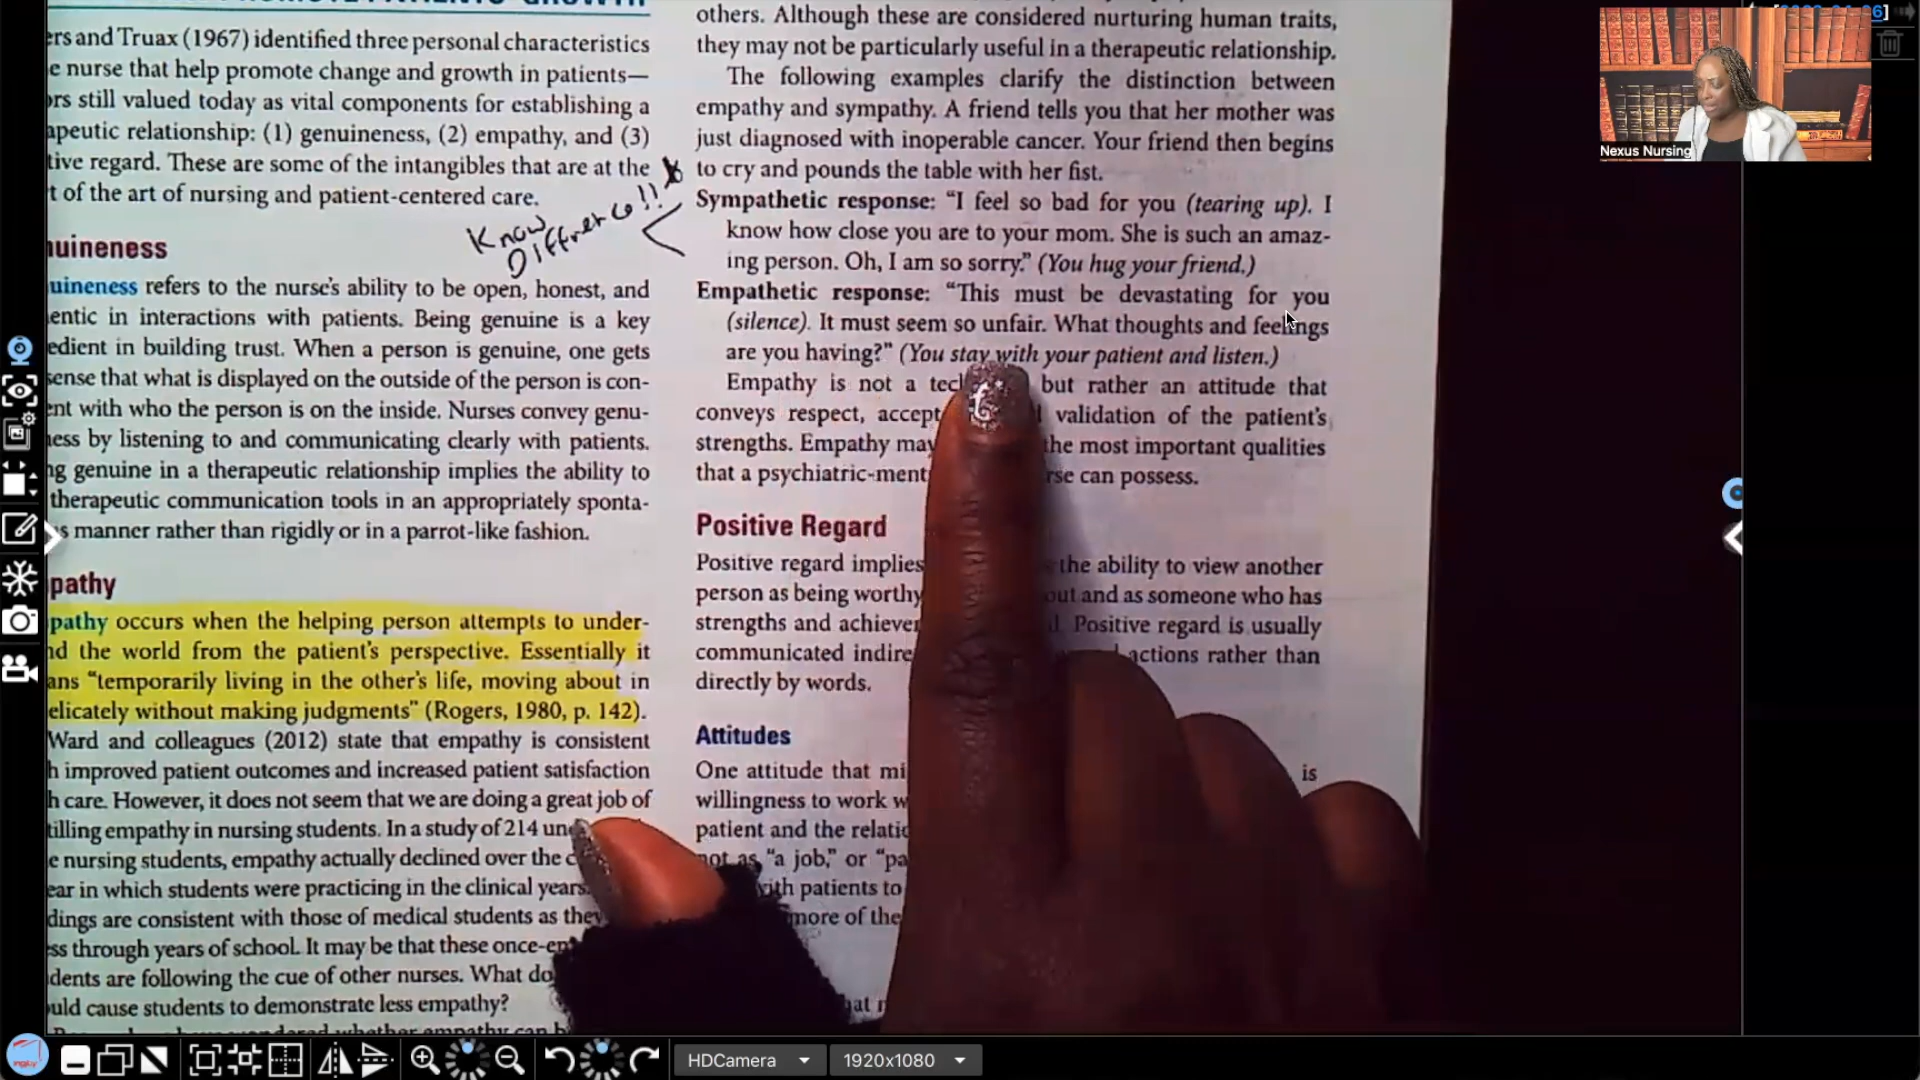 ers and Truax (1967) identified three personal characteristics
e nurse that help promote change and growth in patients—
ors still valued today as vital components for establishing a
apeutic relationship: (1) genuineness, (2) empathy, and (3)
tive regard. These are some of the intangibles that are at the
t of the art of nursing and patient-centered care.
Know
Diffrence!!
uineness
uineness refers to the nurse's ability to be open, honest, and
entic in interactions with patients. Being genuine is a key
edient in building trust. When a person is genuine, one gets
sense that what is displayed on the outside of the person is con-
ent with who the person is on the inside. Nurses convey genu-
ess by listening to and communicating clearly with patients.
ng genuine in a therapeutic relationship implies the ability to
therapeutic communication tools in an appropriately sponta-
s manner rather than rigidly or in a parrot-like fashion.
pathy
pathy occurs when the helping person attempts to under-
nd the world from the patient's perspective. Essentially it
ans “temporarily living in the other's life, moving about in
elicately without making judgments” (Rogers, 1980, p. 142).
Ward and colleagues (2012) state that empathy is consistent
h improved patient outcomes and increased patient satisfaction
h care. However, it does not seem that we are doing a great job of
tilling empathy in nursing students. In a study of 214
e nursing students, empathy actually declined over the
ear in which students were practicing in the clinical years.
dings are consistent with those of medical students as they
ss through years of school. It may be that these
dents are following the cue of other nurses. What do
uld cause students to demonstrate less empathy?
others. Although these are considered nurturing human traits,
they may not be particularly useful in a therapeutic relationship.
The following examples clarify the distinction between
empathy and sympathy. A friend tells you that her mother was
just diagnosed with inoperable cancer. Your friend then begins
to cry and pounds the table with her fist.
Sympathetic response: “I feel so bad for you (tearing up). I
know how close you are to your mom. She is such an amaz-
ing person. Oh, I am so sorry.” (You hug your friend.)
Empathetic response: “This must be devastating for you
(silence). It must seem so unfair. What thoughts and feelings
are you having?” (You stay with your patient and listen.)
Empathy is not a but rather an attitude that
conveys respect, validation of the patient's
strengths. Empathy may the most important qualities
that a can possess.
Positive Regard
Positive regard implies the ability to view another
person as being worthy and as someone who has
strengths and Positive regard is usually
communicated actions rather than
directly by words.
Attitudes
One attitude that is
willingness to work
patient and the
not as “a job,” or
with patients to
more of the
Nexus Nursing
HDCamera
1920x1080